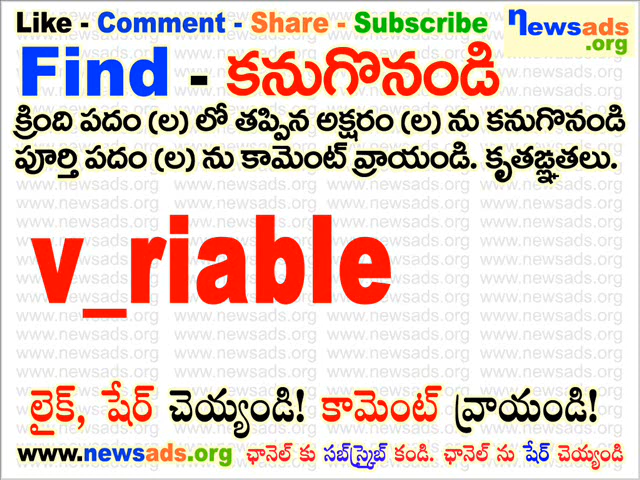 Like - Comment - Share - Subscribe
newsads
.org
Find - కనుగొనండి
క్రింది పదం (ల) లో తప్పిన అక్షరం (ల) ను కనుగొనండి
పూర్తి పదం (ల) ను కామెంట్ వ్రాయండి. కృతఙ్ఞతలు.
v_riable
లైక్, షేర్ చెయ్యండి! కామెంట్ వ్రాయండి!
www.newsads.org ఛానెల్ కు సబ్‌స్క్రైబ్ కండి. ఛానెల్ ను షేర్ చెయ్యండి